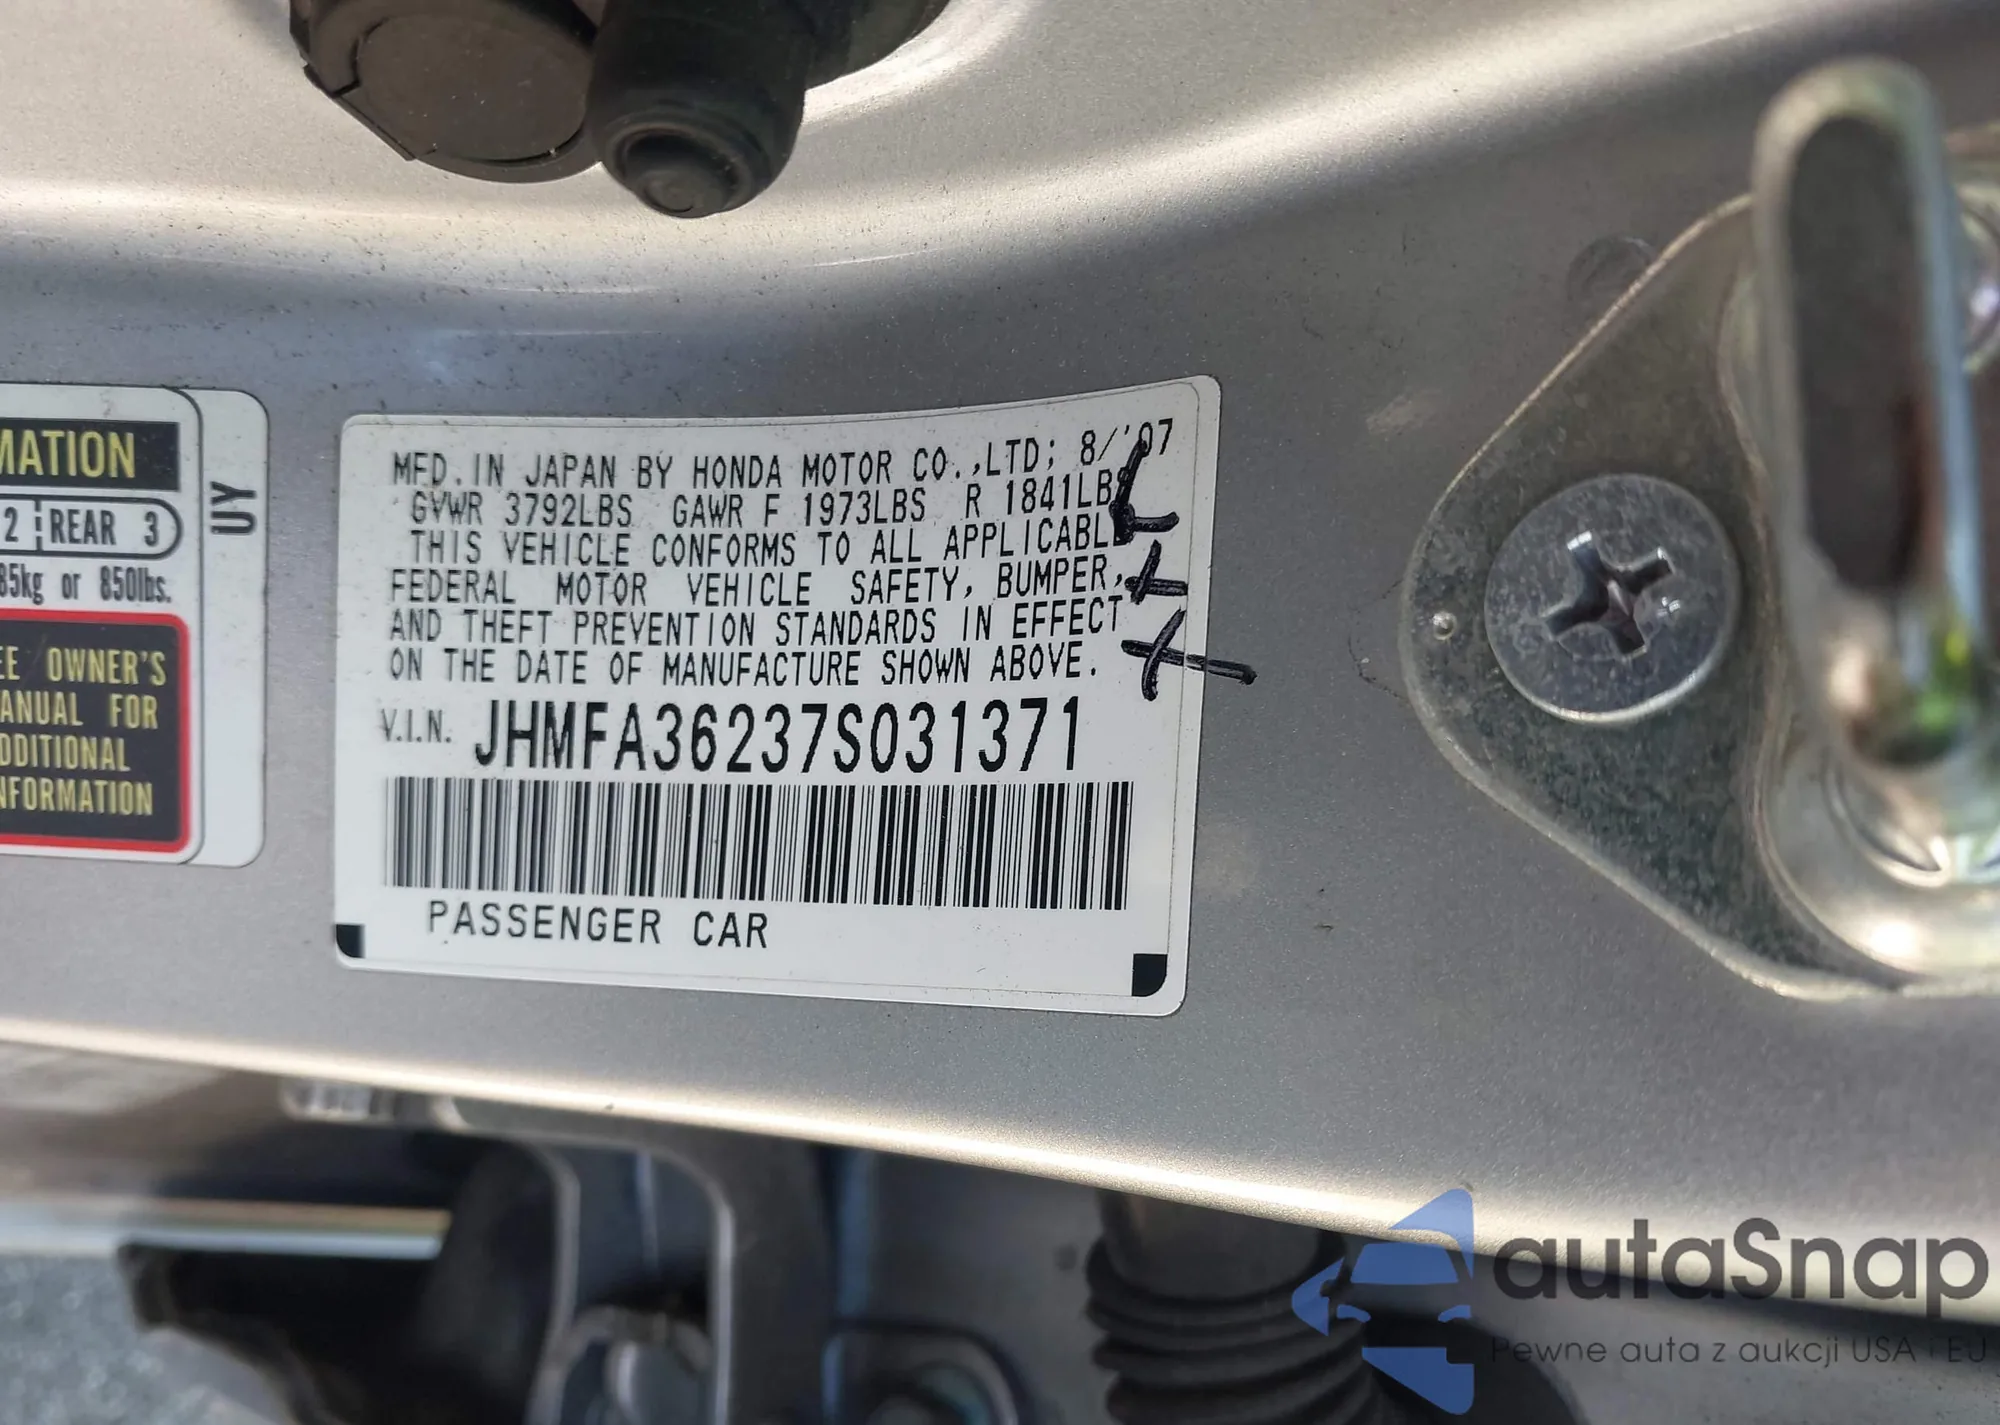 MATION
2 REAR 3
85kg or 850lbs.
EE OWNER'S
ANUAL FOR
DDITIONAL
NFORMATION
UY
MFD. IN JAPAN BY HONDA MOTOR CO.,LTD; 8/'07
GVWR 3792LBS GAWR F 1973LBS R 1841LBS
THIS VEHICLE CONFORMS TO ALL APPLICABLE
FEDERAL MOTOR VEHICLE SAFETY, BUMPER,
AND THEFT PREVENTION STANDARDS IN EFFECT
ON THE DATE OF MANUFACTURE SHOWN ABOVE.
V.I.N. JHMFA36237S031371
PASSENGER CAR
autaSnap
Pewne auta z aukcji USA i EU